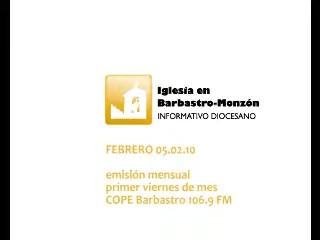 Iglesia en
Barbastro-Monzón
INFORMATIVO DIOCESANO
FEBRERO 05.02.10
emisión mensual
primer viernes de mes
COPE Barbastro 106.9 FM